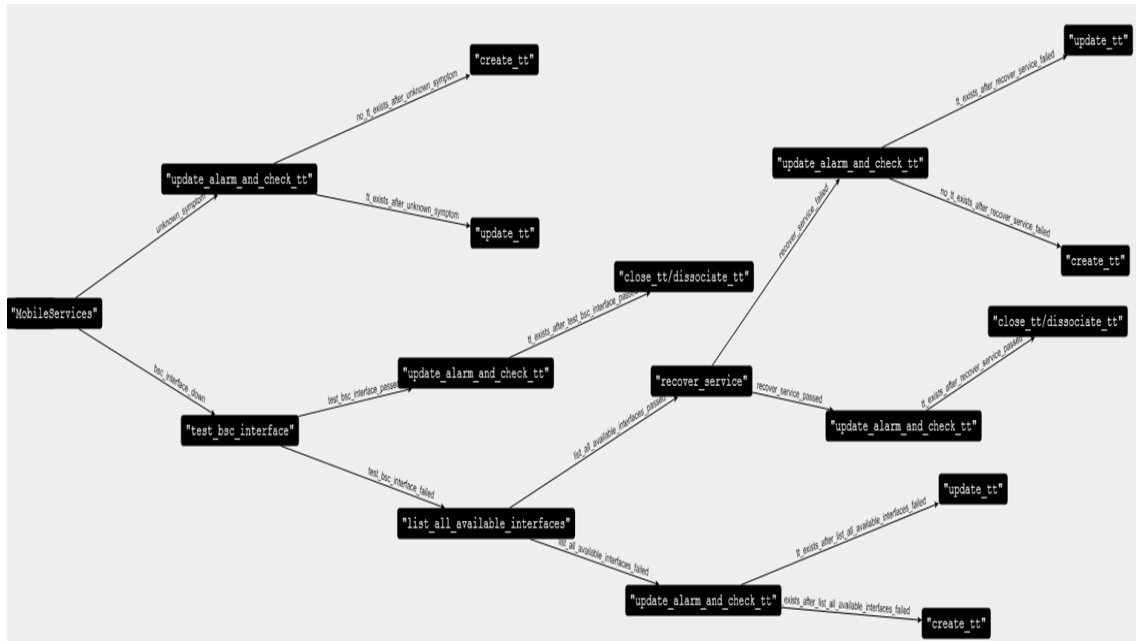 "create_tt"
"update_tt"
no_tt_exists_after_unknown_symptom
tt_exists_after_recover_service_failed
"update_alarm_and_check_tt"
"update_alarm_and_check_tt"
unknown_symptom
tt_exists_after_unknown_symptom
"update_tt"
recover_service_failed
no_tt_exists_after_recover_service_failed
"create_tt"
"MobileServices"
"close_tt/dissociate_tt"
"close_tt/dissociate_tt"
tt_exists_after_test_bsc_interface_passed
bsc_interface_down
test_bsc_interface_passed
"update_alarm_and_check_tt"
"recover_service"
recover_service_passed
tt_exists_after_recover_service_passed
"test_bsc_interface"
"update_alarm_and_check_tt"
test_bsc_interface_failed
list_all_available_interfaces_passed
"update_tt"
"list_all_available_interfaces"
list_all_available_interfaces_failed
tt_exists_after_list_all_available_interfaces_failed
"update_alarm_and_check_tt"
exists_after_list_all_available_interfaces_failed
"create_tt"